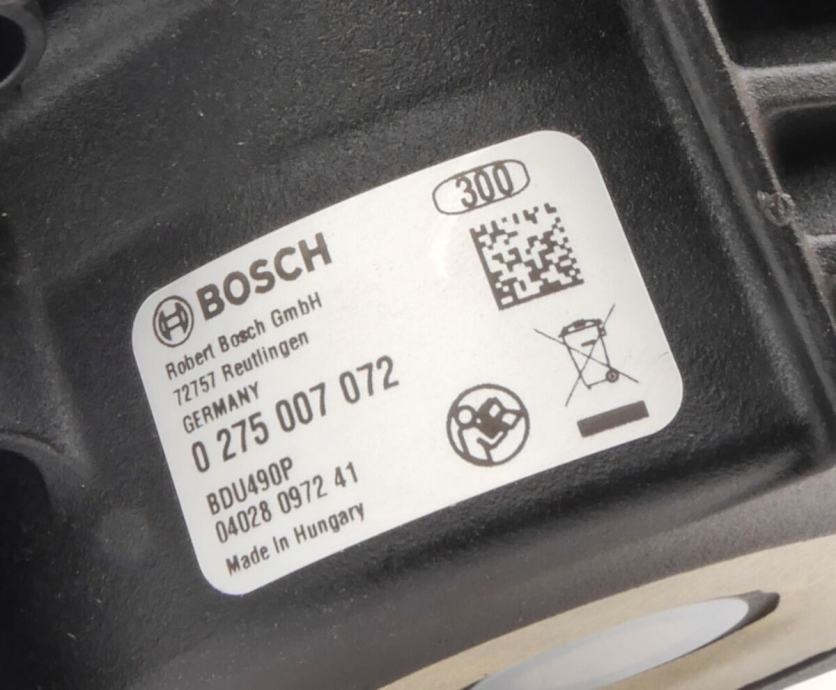 300
BOSCH
Robert Bosch GmbH
72757 Reutlingen
GERMANY
0 275 007 072
BDU490P
04028 0972 41
Made In Hungary